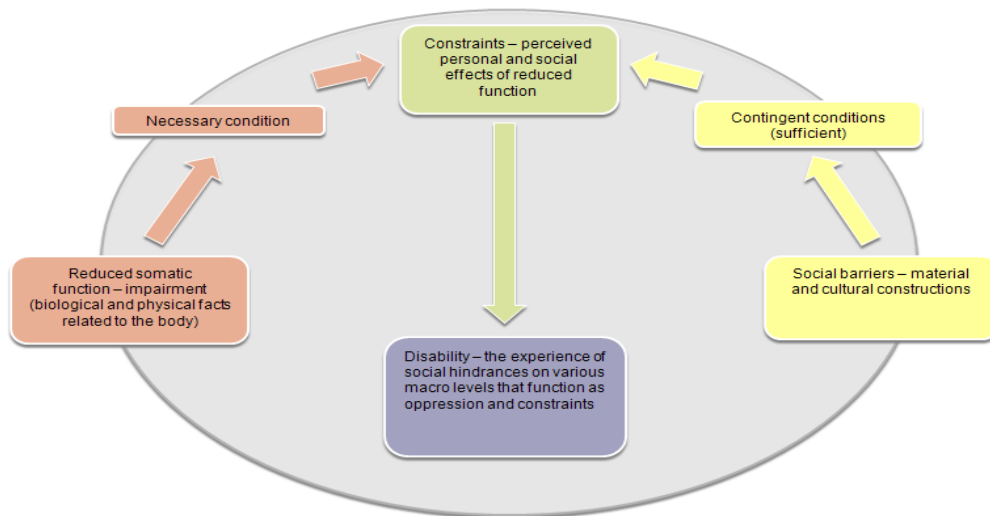 Constraints – perceived
personal and social
effects of reduced
function
Necessary condition
Contingent conditions
(sufficient)
Reduced somatic
function – impairment
(biological and physical facts
related to the body)
Social barriers – material
and cultural constructions
Disability – the experience of
social hindrances on various
macro levels that function as
oppression and constraints